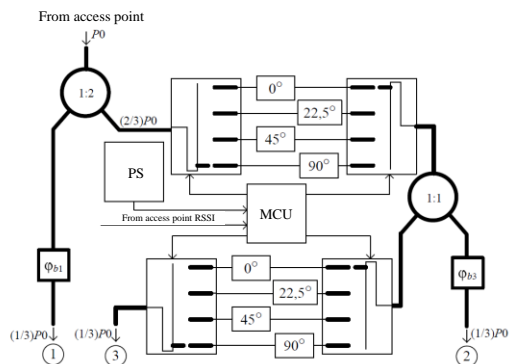 From access point
P0
1:2
(2/3)P0
0°
22,5°
45°
90°
PS
MCU
From access point RSSI
1:1
φb1
φb3
0°
22,5°
45°
90°
(1/3)P0
(1/3)P0
(1/3)P0
1
3
2